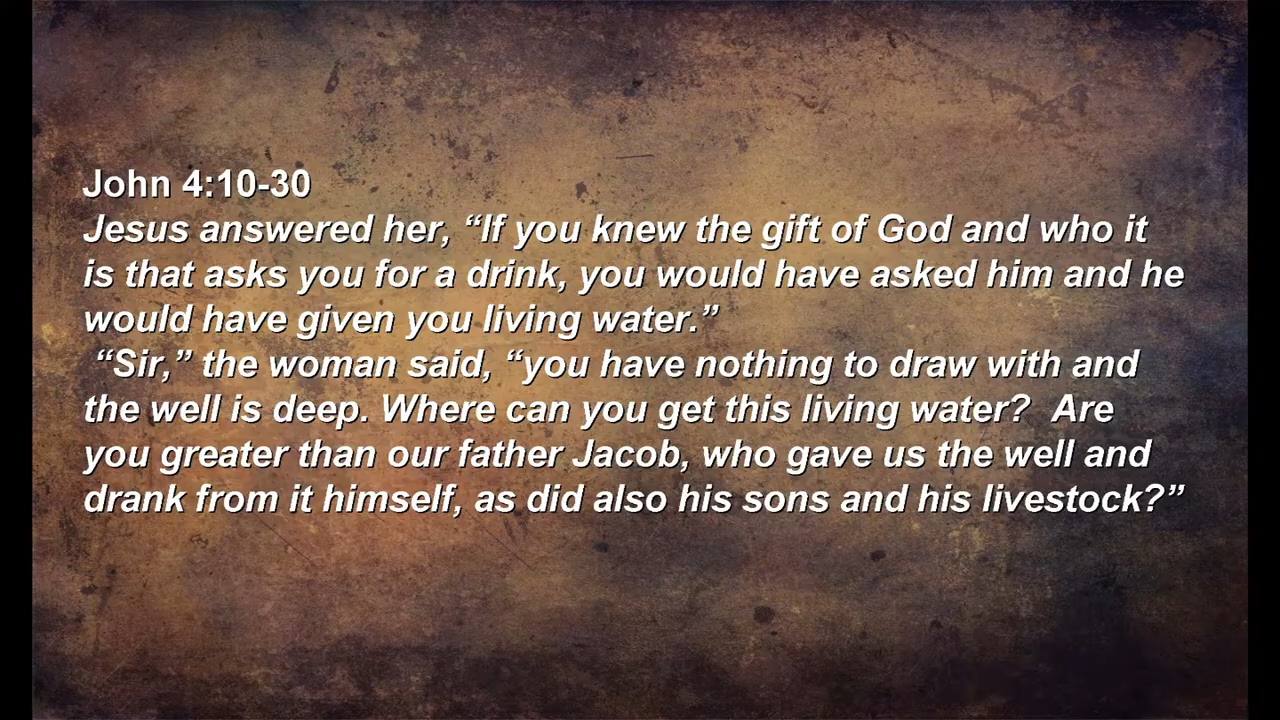 John 4:10-30
Jesus answered her, “If you knew the gift of God and who it
is that asks you for a drink, you would have asked him and he
would have given you living water.”
“Sir,” the woman said, “you have nothing to draw with and
the well is deep. Where can you get this living water?  Are
you greater than our father Jacob, who gave us the well and
drank from it himself, as did also his sons and his livestock?”